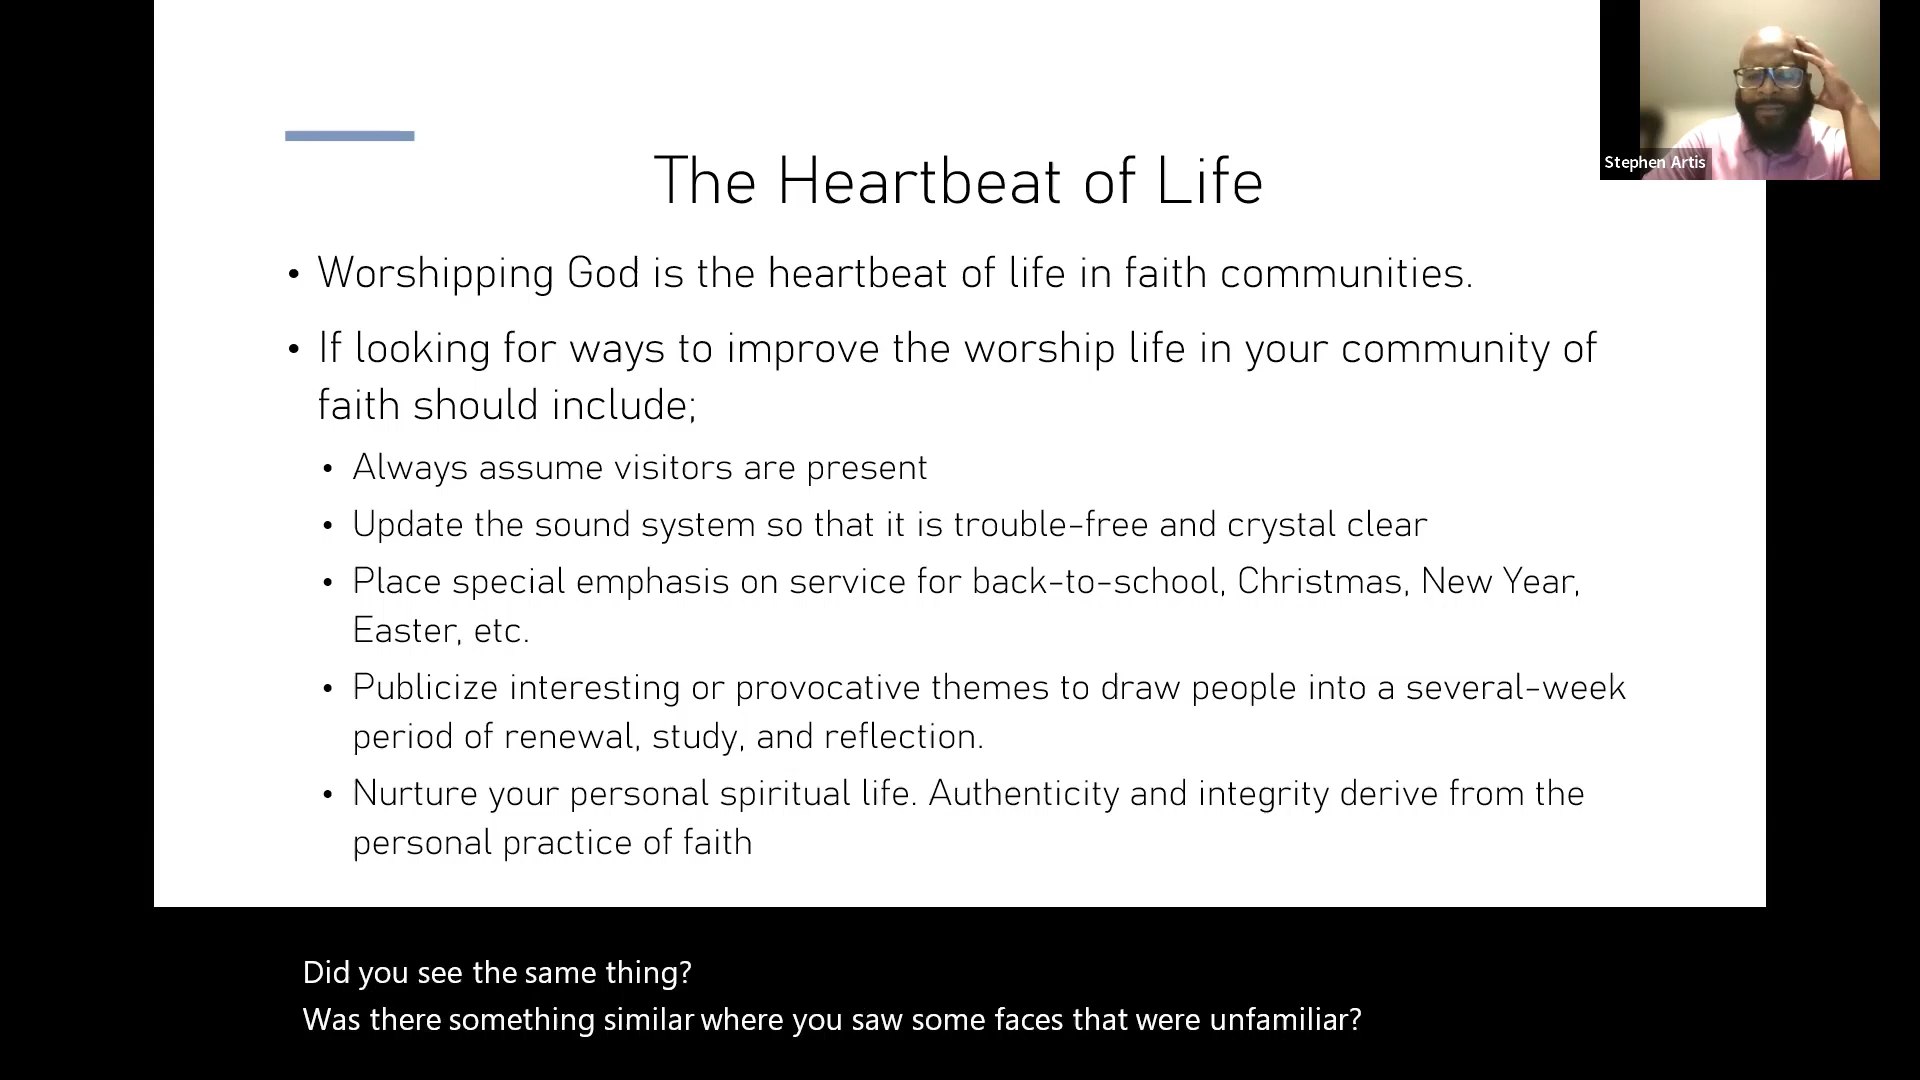 Stephen Artis
The Heartbeat of Life
• Worshipping God is the heartbeat of life in faith communities.
• If looking for ways to improve the worship life in your community of
faith should include;
• Always assume visitors are present
• Update the sound system so that it is trouble-free and crystal clear
• Place special emphasis on service for back-to-school, Christmas, New Year,
Easter, etc.
• Publicize interesting or provocative themes to draw people into a several-week
period of renewal, study, and reflection.
• Nurture your personal spiritual life. Authenticity and integrity derive from the
personal practice of faith
Did you see the same thing?
Was there something similar where you saw some faces that were unfamiliar?